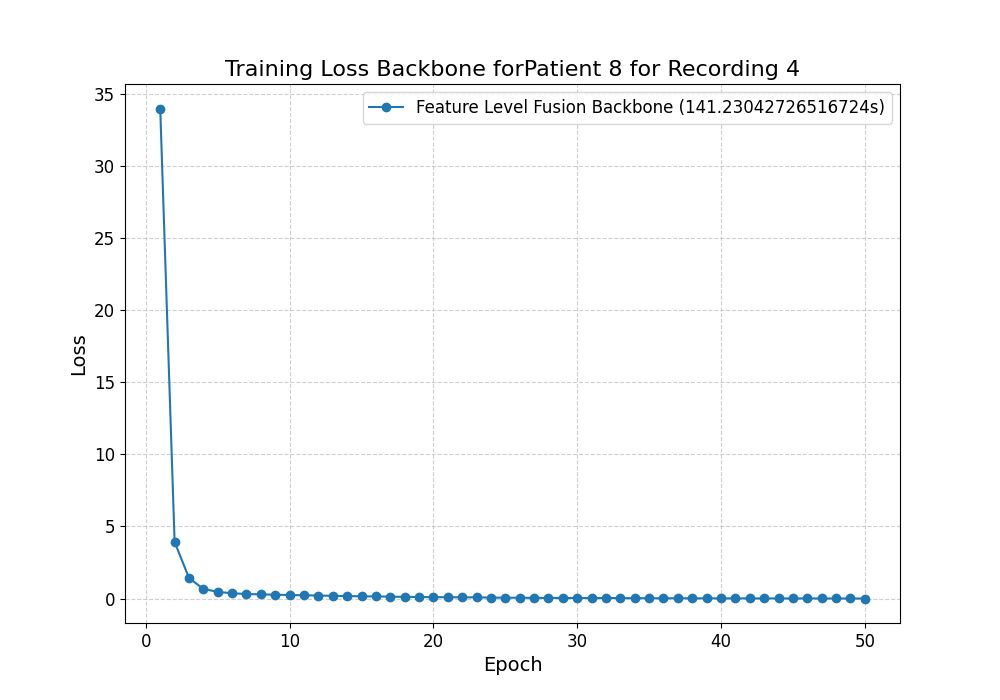 Training Loss Backbone forPatient 8 for Recording 4
Feature Level Fusion Backbone (141.23042726516724s)
35
30
25
20
15
10
5
0
Loss
0 10 20 30 40 50
Epoch